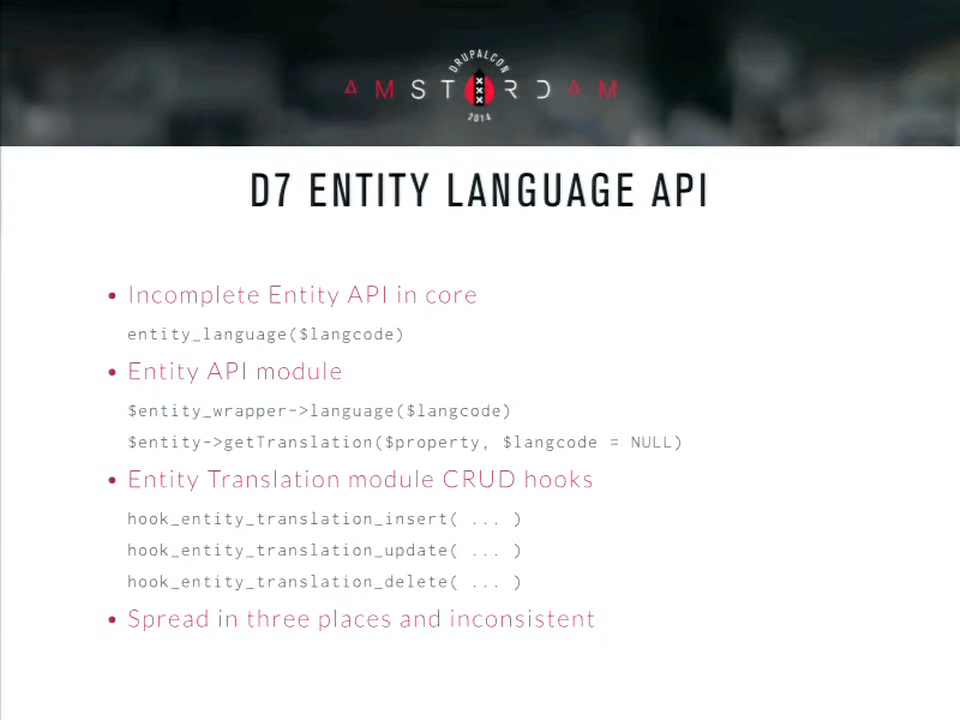 DRUPALCON
AMSTERDAM
2014
D7 ENTITY LANGUAGE API
• Incomplete Entity API in core
entity_language($langcode)
• Entity API module
$entity_wrapper->language($langcode)
$entity->getTranslation($property, $langcode = NULL)
• Entity Translation module CRUD hooks
hook_entity_translation_insert( ... )
hook_entity_translation_update( ... )
hook_entity_translation_delete( ... )
• Spread in three places and inconsistent